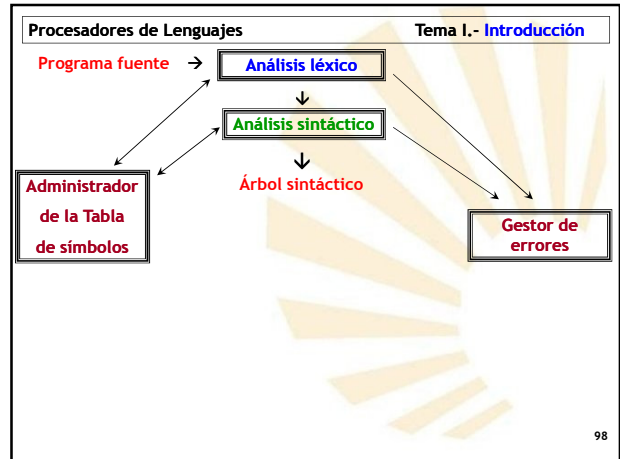 Procesadores de Lenguajes Tema I.- Introducción
Programa fuente → Análisis léxico
Análisis sintáctico
Árbol sintáctico
Administrador
de la Tabla
de símbolos
Gestor de
errores
98